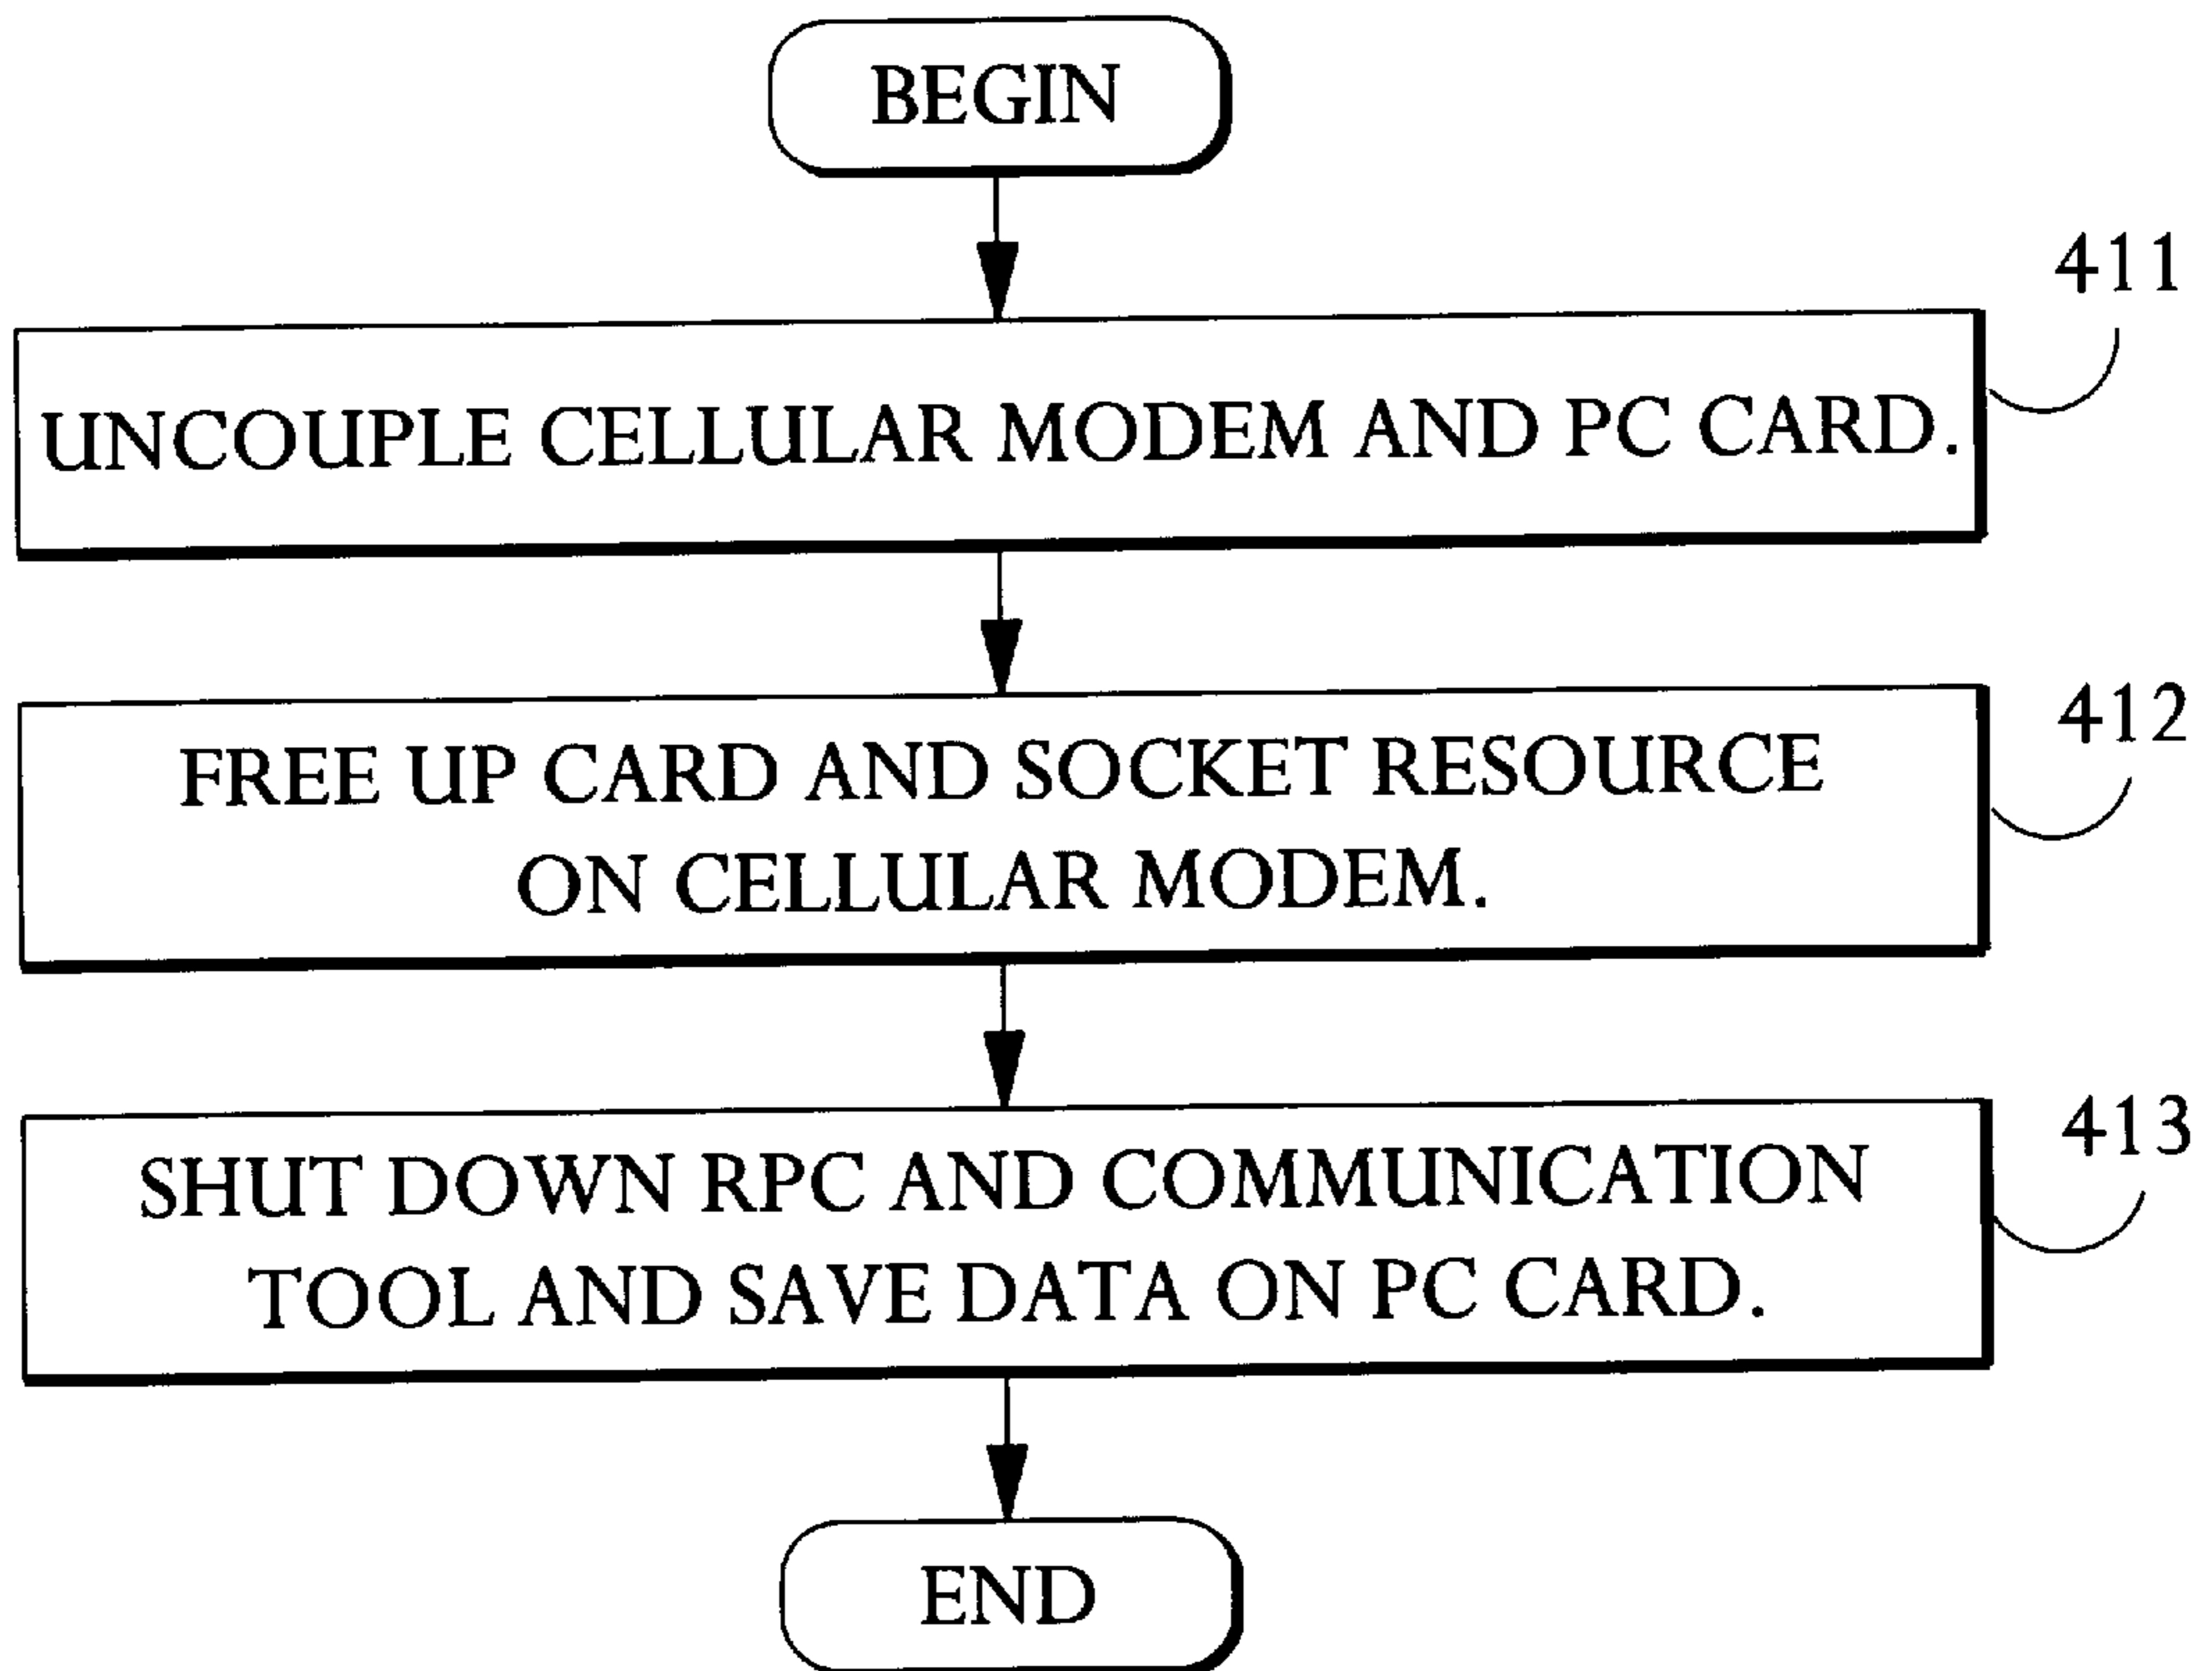 BEGIN
411
UNCOUPLE CELLULAR MODEM AND PC CARD.
412
FREE UP CARD AND SOCKET RESOURCE
ON CELLULAR MODEM.
413
SHUT DOWN RPC AND COMMUNICATION
TOOL AND SAVE DATA ON PC CARD.
END